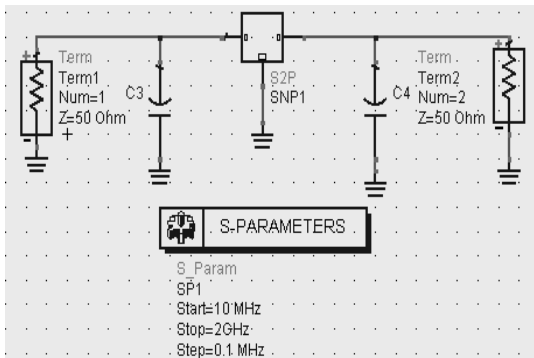 Term
Term1
Num=1
Z=50 Ohm
C3
S2P
SNP1
C4
Term
Term2
Num=2
Z=50 Ohm
S-PARAMETERS
S_Param
SP1
Start=10 MHz
Stop=2GHz
Step=0.1 MHz